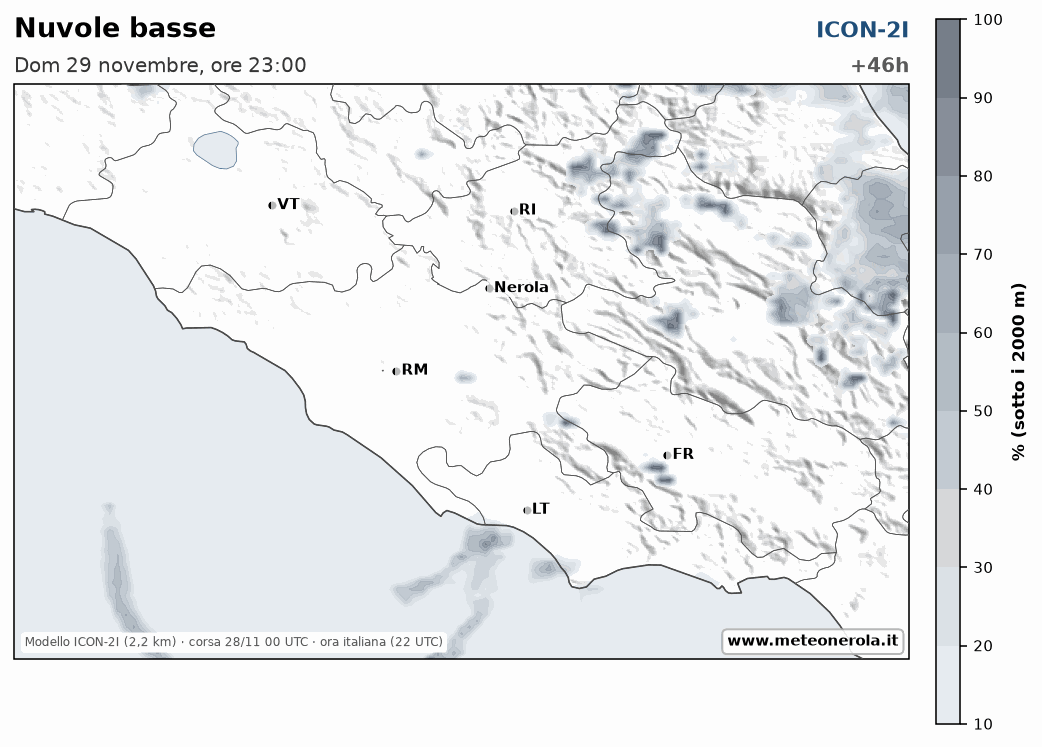 Nuvole basse
ICON-2I
Dom 29 novembre, ore 23:00
+46h
VT
RI
Nerola
RM
FR
LT
Modello ICON-2I (2,2 km) · corsa 28/11 00 UTC · ora italiana (22 UTC)
www.meteonerola.it
100
90
80
70
60
50
40
30
20
10
% (sotto i 2000 m)